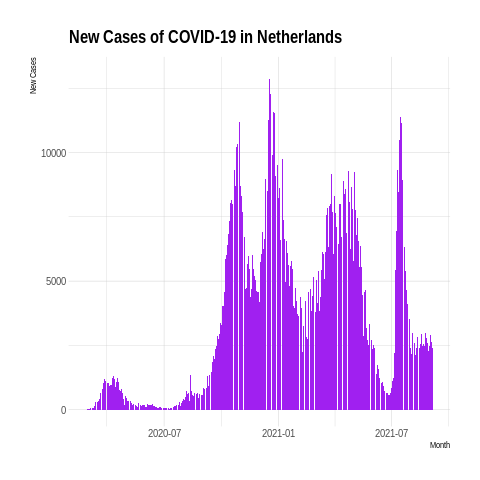 New Cases of COVID-19 in Netherlands
New Cases
10000
5000
0
2020-07 2021-01 2021-07
Month